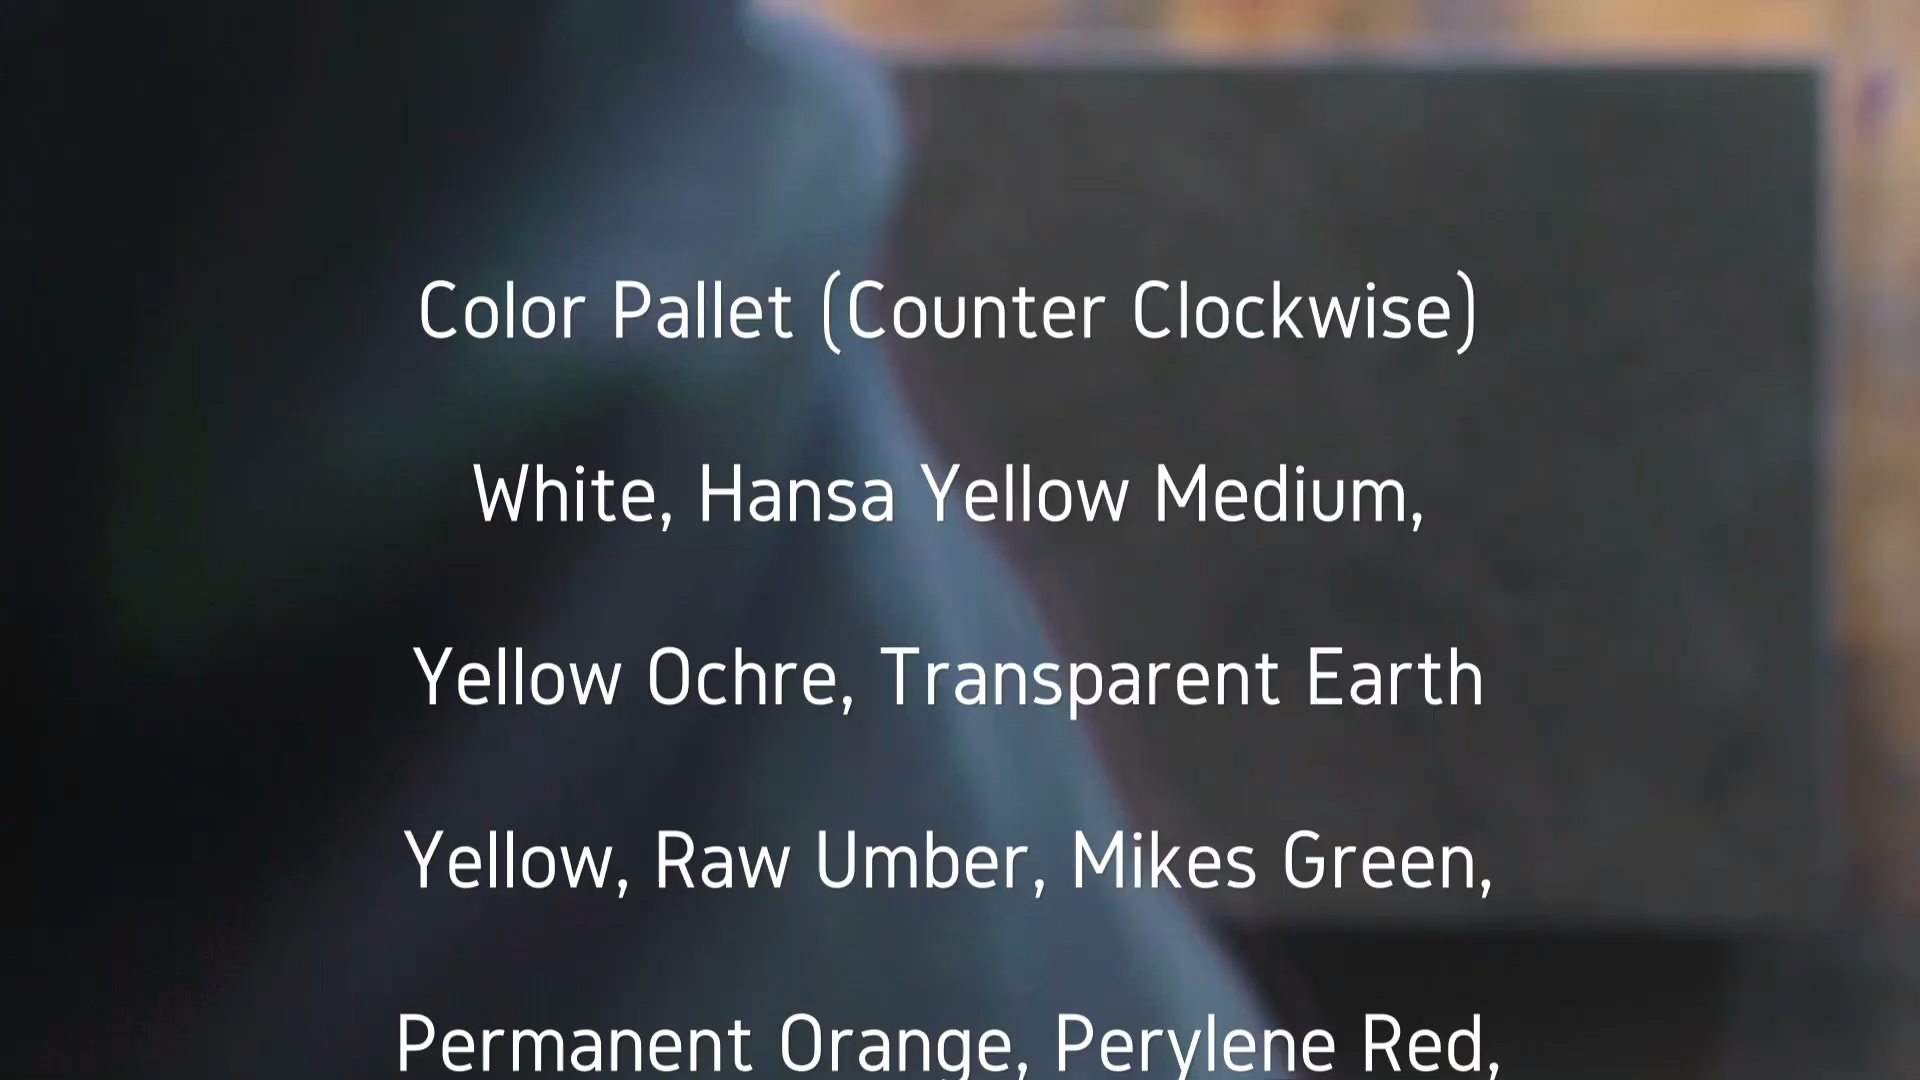 Color Pallet (Counter Clockwise)
White, Hansa Yellow Medium,
Yellow Ochre, Transparent Earth
Yellow, Raw Umber, Mikes Green,
Permanent Orange, Perylene Red,